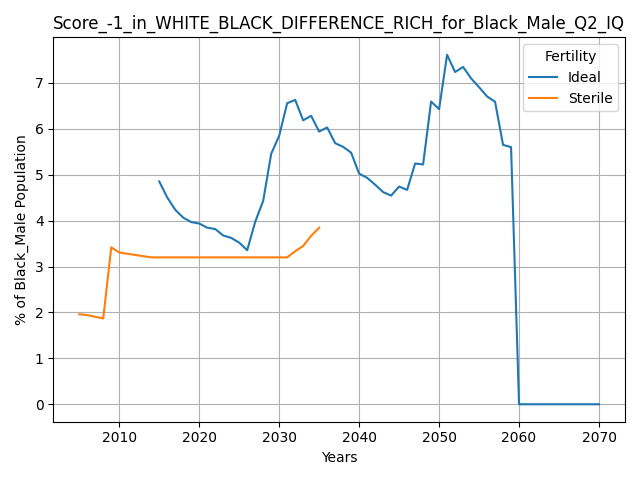 Score_-1_in_WHITE_BLACK_DIFFERENCE_RICH_for_Black_Male_Q2_IQ
Fertility
Ideal
Sterile
% of Black_Male Population
7
6
5
4
3
2
1
0
2010 2020 2030 2040 2050 2060 2070
Years